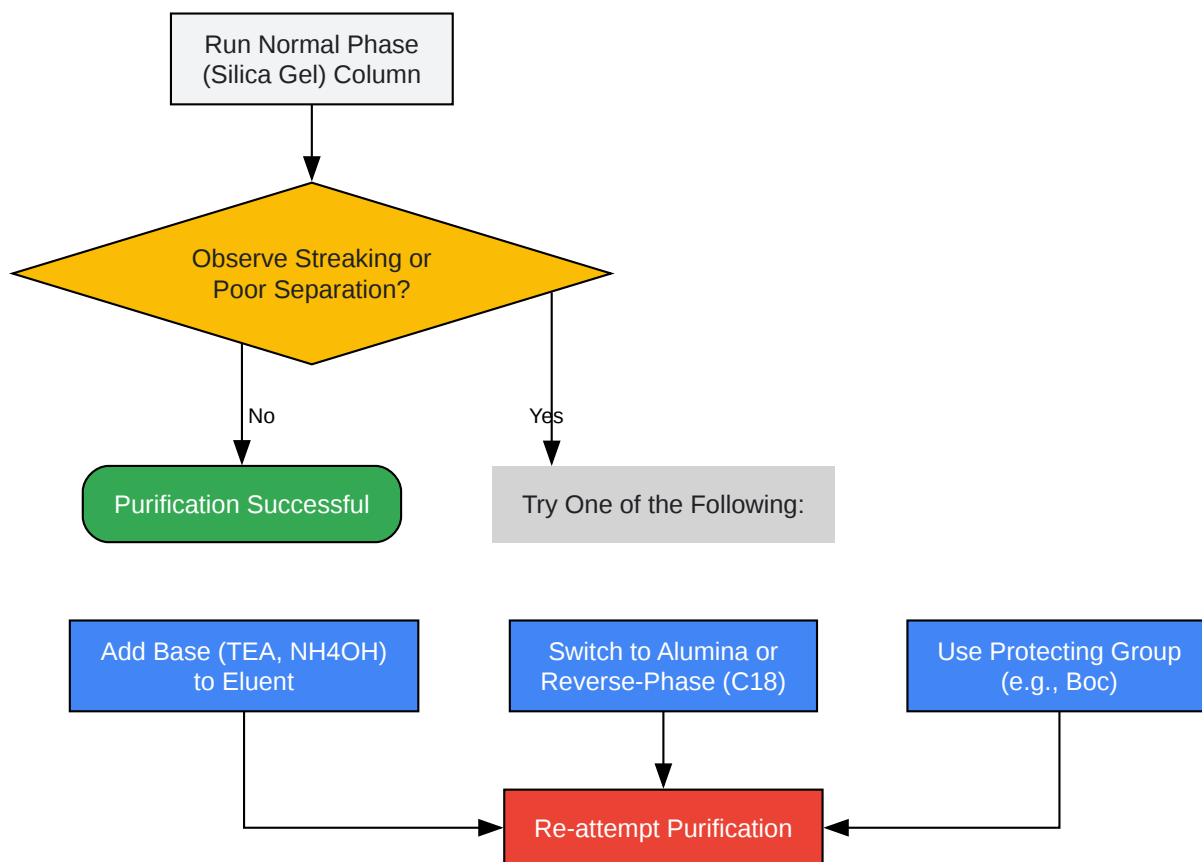 Run Normal Phase
(Silica Gel) Column
Observe Streaking or
Poor Separation?
No
Yes
Purification Successful
Try One of the Following:
Add Base (TEA, NH4OH)
to Eluent
Switch to Alumina or
Reverse-Phase (C18)
Use Protecting Group
(e.g., Boc)
Re-attempt Purification